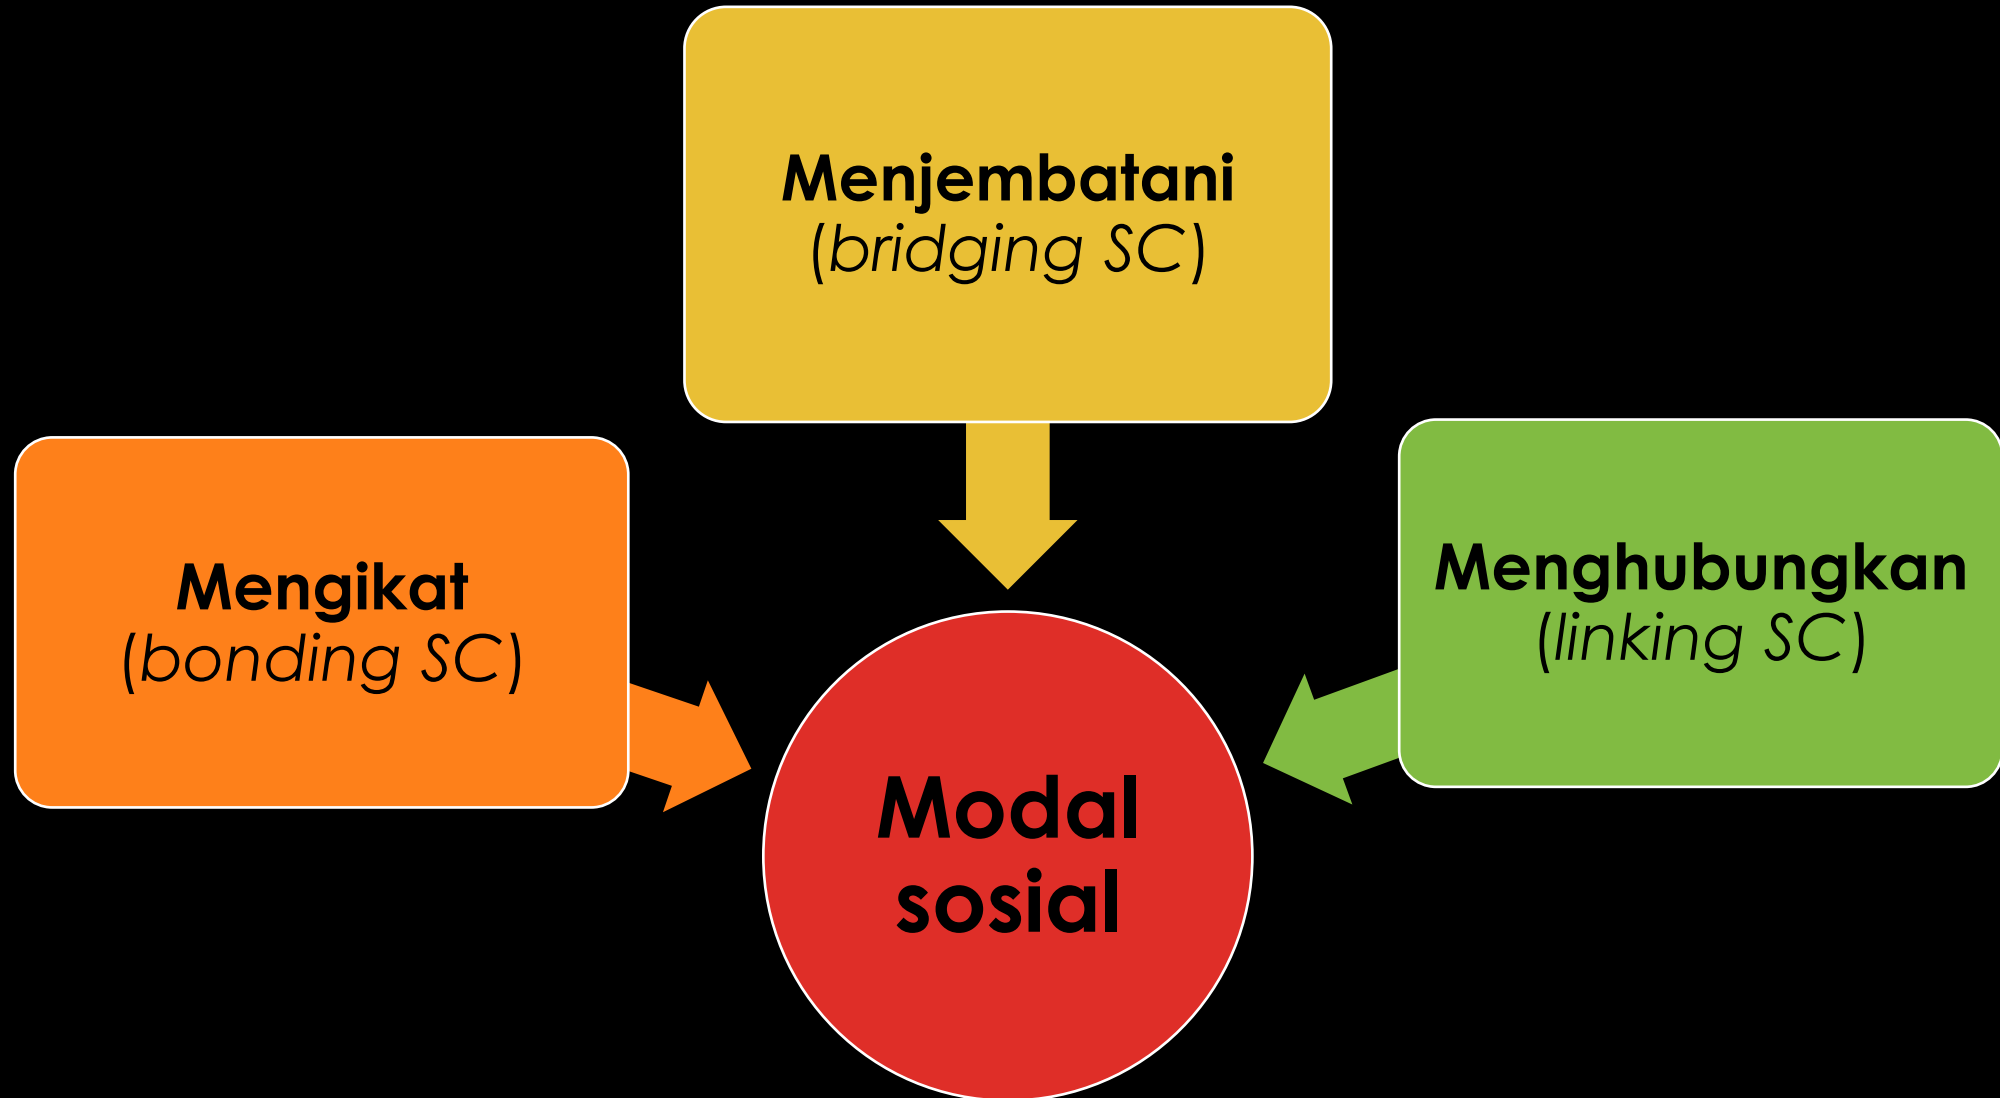 Menjembatani
(bridging SC)
Mengikat
(bonding SC)
Menghubungkan
(linking SC)
Modal
sosial